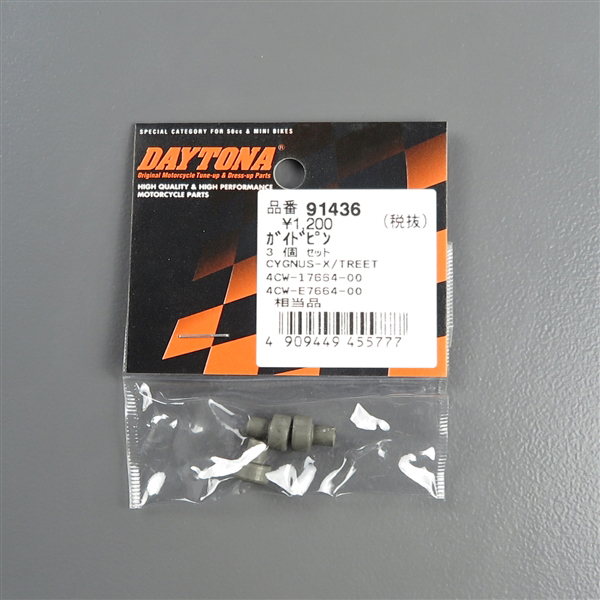 SPECIAL CATEGORY FOR 50cc & MINI BIKES
DAYTONA®
Original Motorcycle Tune-up & Dress-up Parts
HIGH QUALITY & HIGH PERFORMANCE
MOTORCYCLE PARTS
品番 91436
¥1,200 (税抜)
ガイドピン
3 個 セット
CYGNUS-X/TREET
4CW-17664-00
4CW-E7664-00
相当品
4 909449 455777